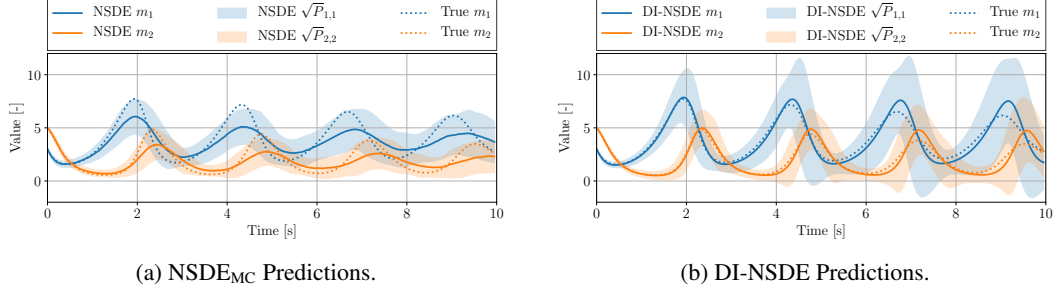 NSDE m₁ NSDE √P₁,₁ True m₁
NSDE m₂ NSDE √P₂,₂ True m₂
10
5
0
Value [-]
0 2 4 6 8 10
Time [s]
(a) NSDE_MC Predictions.
DI-NSDE m₁ DI-NSDE √P₁,₁ True m₁
DI-NSDE m₂ DI-NSDE √P₂,₂ True m₂
10
5
0
Value [-]
0 2 4 6 8 10
Time [s]
(b) DI-NSDE Predictions.